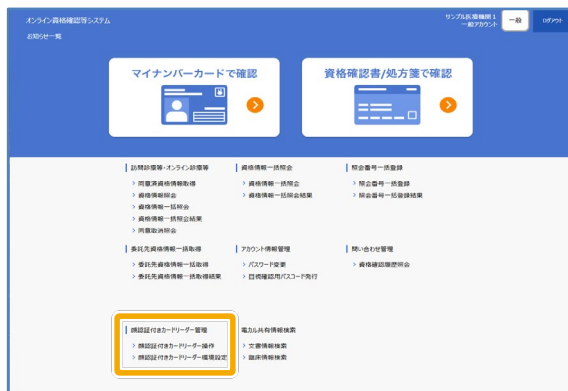 オンライン資格確認等システム
サンプル医療機関1
一般アカウント
一般
ログアウト
お知らせ一覧
マイナンバーカードで確認
資格確認書/処方箋で確認
訪問診療等・オンライン診療等
資格情報一括照会
照会番号一括登録
> 同意済資格情報取得
> 資格情報一括照会
> 照会番号一括登録
> 資格情報照会
> 資格情報一括照会結果
> 照会番号一括登録結果
> 資格情報一括照会
> 資格情報一括照会結果
> 同意取消照会
委託先資格情報一括取得
アカウント情報管理
問い合わせ管理
> 委託先資格情報一括取得
> パスワード変更
> 資格確認履歴照会
> 委託先資格情報一括取得結果
> 目視確認用パスコード発行
顔認証付きカードリーダー管理
電カル共有情報検索
> 顔認証付きカードリーダー操作
> 文書情報検索
> 顔認証付きカードリーダー環境設定
> 臨床情報検索